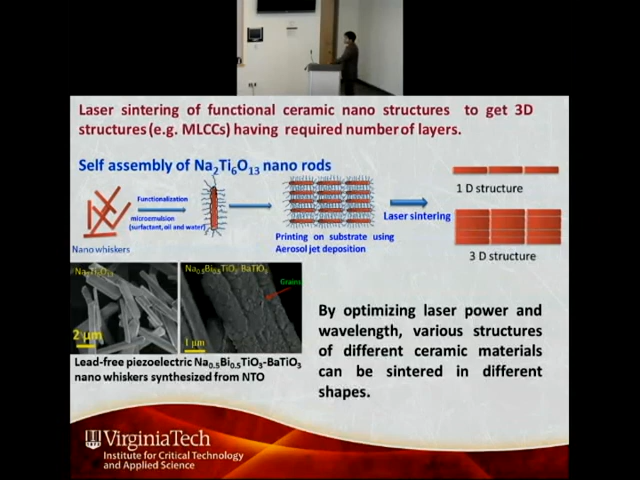 Laser sintering of functional ceramic nano structures to get 3D
structures (e.g. MLCCs) having required number of layers.
Self assembly of Na2Ti6O13 nano rods
Functionalization
microemulsion
(surfactant, oil and water)
Nano whiskers
Printing on substrate using
Aerosol jet deposition
Laser sintering
1 D structure
3 D structure
Na2Ti6O13
2 µm
Na0.5Bi0.5TiO3-BaTiO3
Grains
1 µm
Lead-free piezoelectric Na0.5Bi0.5TiO3-BaTiO3
nano whiskers synthesized from NTO
By optimizing laser power and
wavelength, various structures
of different ceramic materials
can be sintered in different
shapes.
VirginiaTech
Institute for Critical Technology
and Applied Science